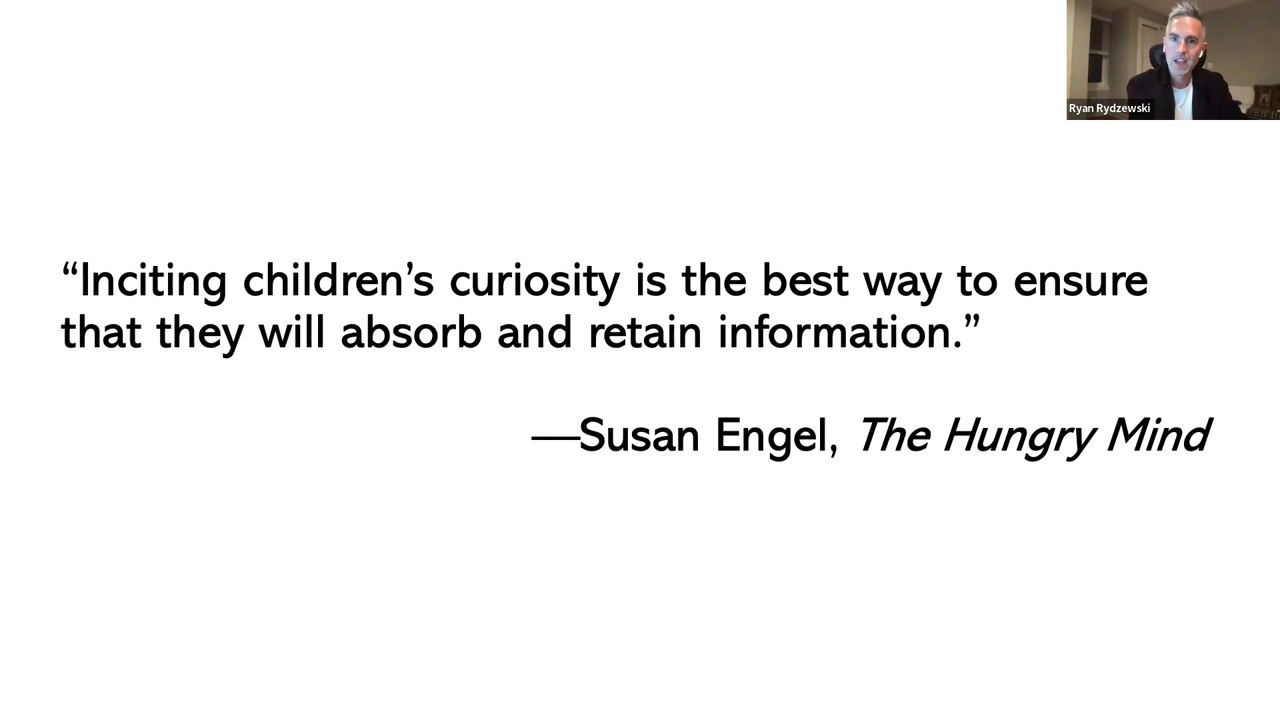 Ryan Rydzewski
“Inciting children’s curiosity is the best way to ensure
that they will absorb and retain information.”
—Susan Engel, The Hungry Mind